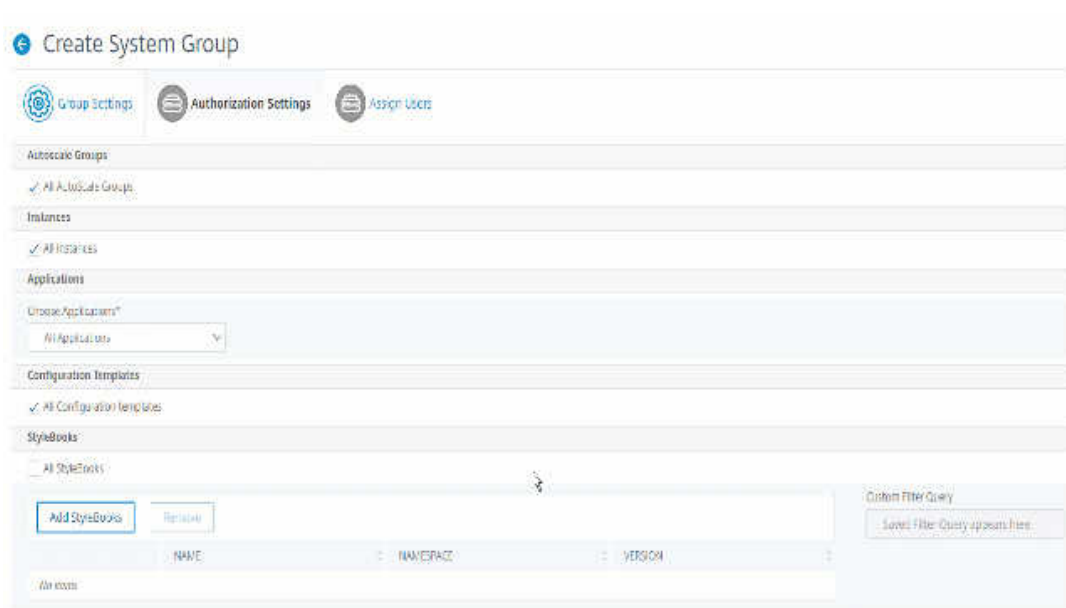 Create System Group
Group Settings Authorization Settings Assign Users
Autoscale Groups
All AutoScale Groups
Instances
All Instances
Applications
Choose Applications*
All Applications
Configuration Templates
All Configuration templates
StyleBooks
All StyleBooks
Custom Filter Query
Add StyleBooks Remove Saved Filter Query appears here
NAME NAMESPACE VERSION
No items